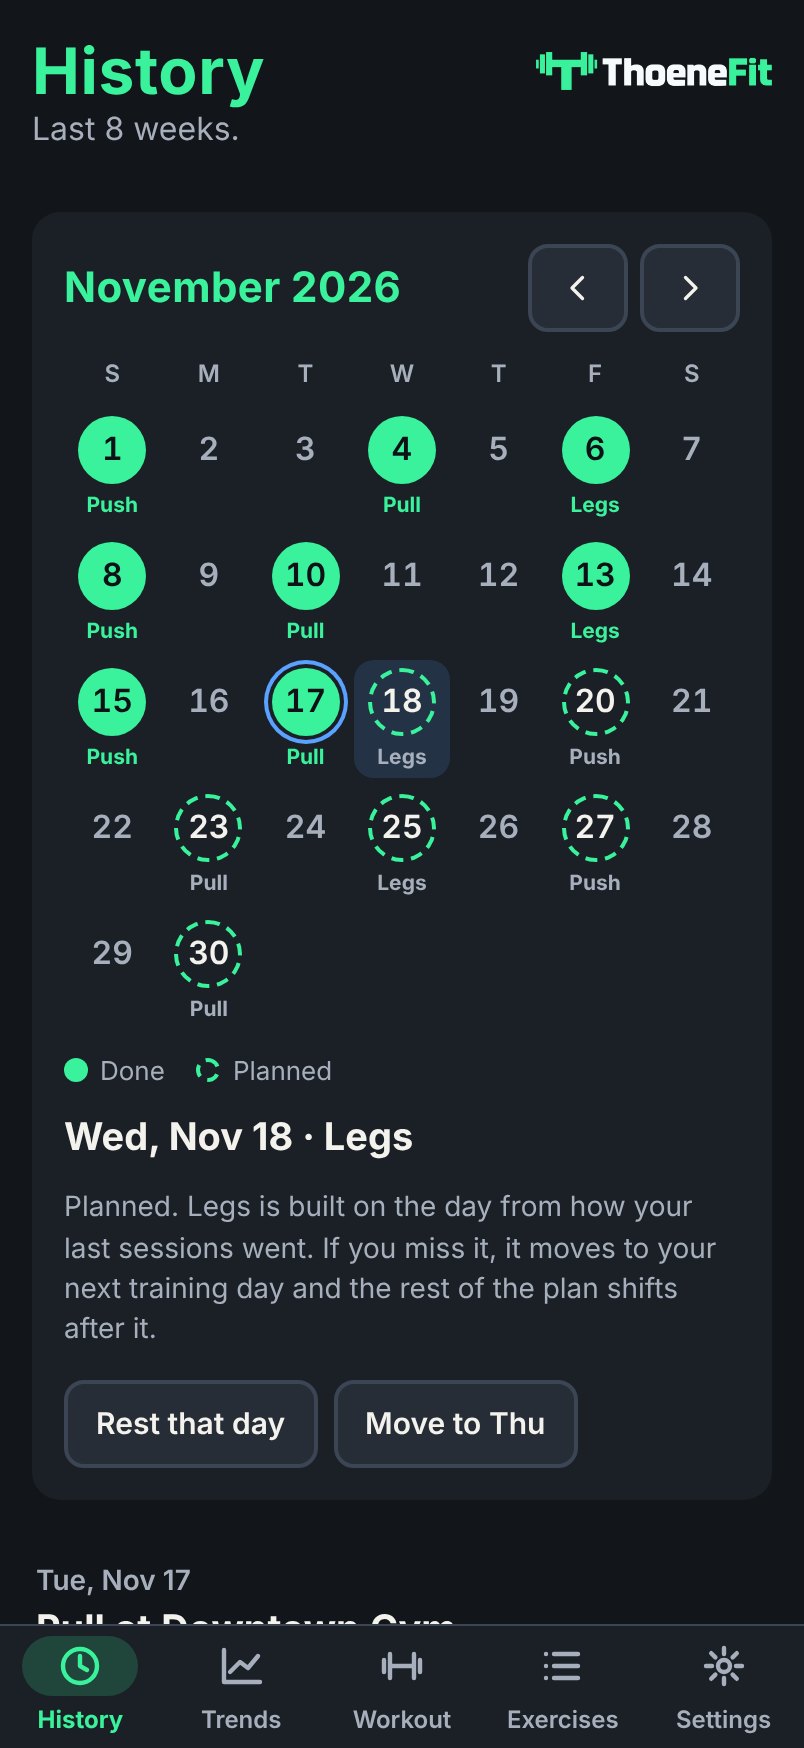 History
ThoeneFit
Last 8 weeks.
November 2026
S M T W T F S
1 2 3 4 5 6 7
Push Pull Legs
8 9 10 11 12 13 14
Push Pull Legs
15 16 17 18 19 20 21
Push Pull Legs Push
22 23 24 25 26 27 28
Pull Legs Push
29 30
Pull
Done Planned
Wed, Nov 18 · Legs
Planned. Legs is built on the day from how your
last sessions went. If you miss it, it moves to your
next training day and the rest of the plan shifts
after it.
Rest that day Move to Thu
Tue, Nov 17
Pull at Downtown Gym
History Trends Workout Exercises Settings